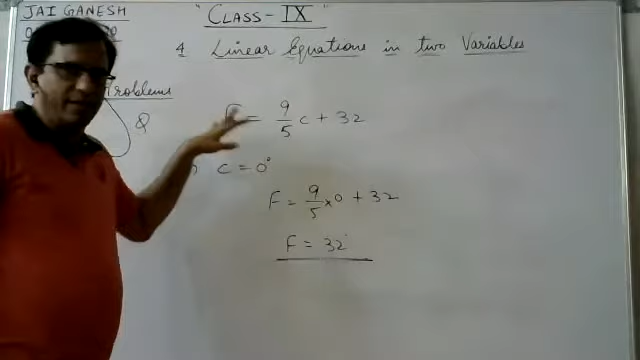 JAI GANESH
"CLASS - IX"
4 Linear Equations in two Variables
Problems
Q
F = 9/5 C + 32
C = 0°
F = 9/5 × 0 + 32
F = 32°